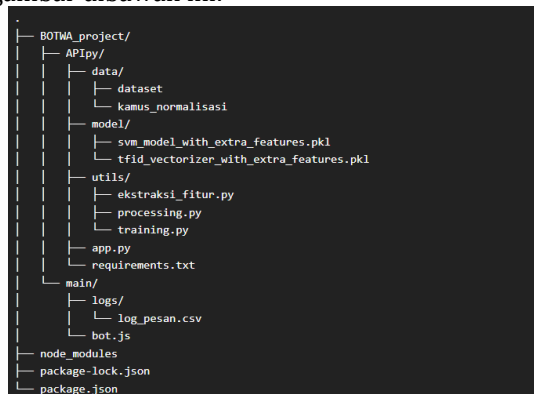 .
├── BOTWA_project/
│   ├── APIpy/
│   │   ├── data/
│   │   │   ├── dataset
│   │   │   └── kamus_normalisasi
│   │   ├── model/
│   │   │   ├── svm_model_with_extra_features.pkl
│   │   │   └── tfid_vectorizer_with_extra_features.pkl
│   │   ├── utils/
│   │   │   ├── ekstraksi_fitur.py
│   │   │   ├── processing.py
│   │   │   └── training.py
│   │   ├── app.py
│   │   └── requirements.txt
│   └── main/
│       ├── logs/
│       │   └── log_pesan.csv
│       └── bot.js
├── node_modules
├── package-lock.json
└── package.json